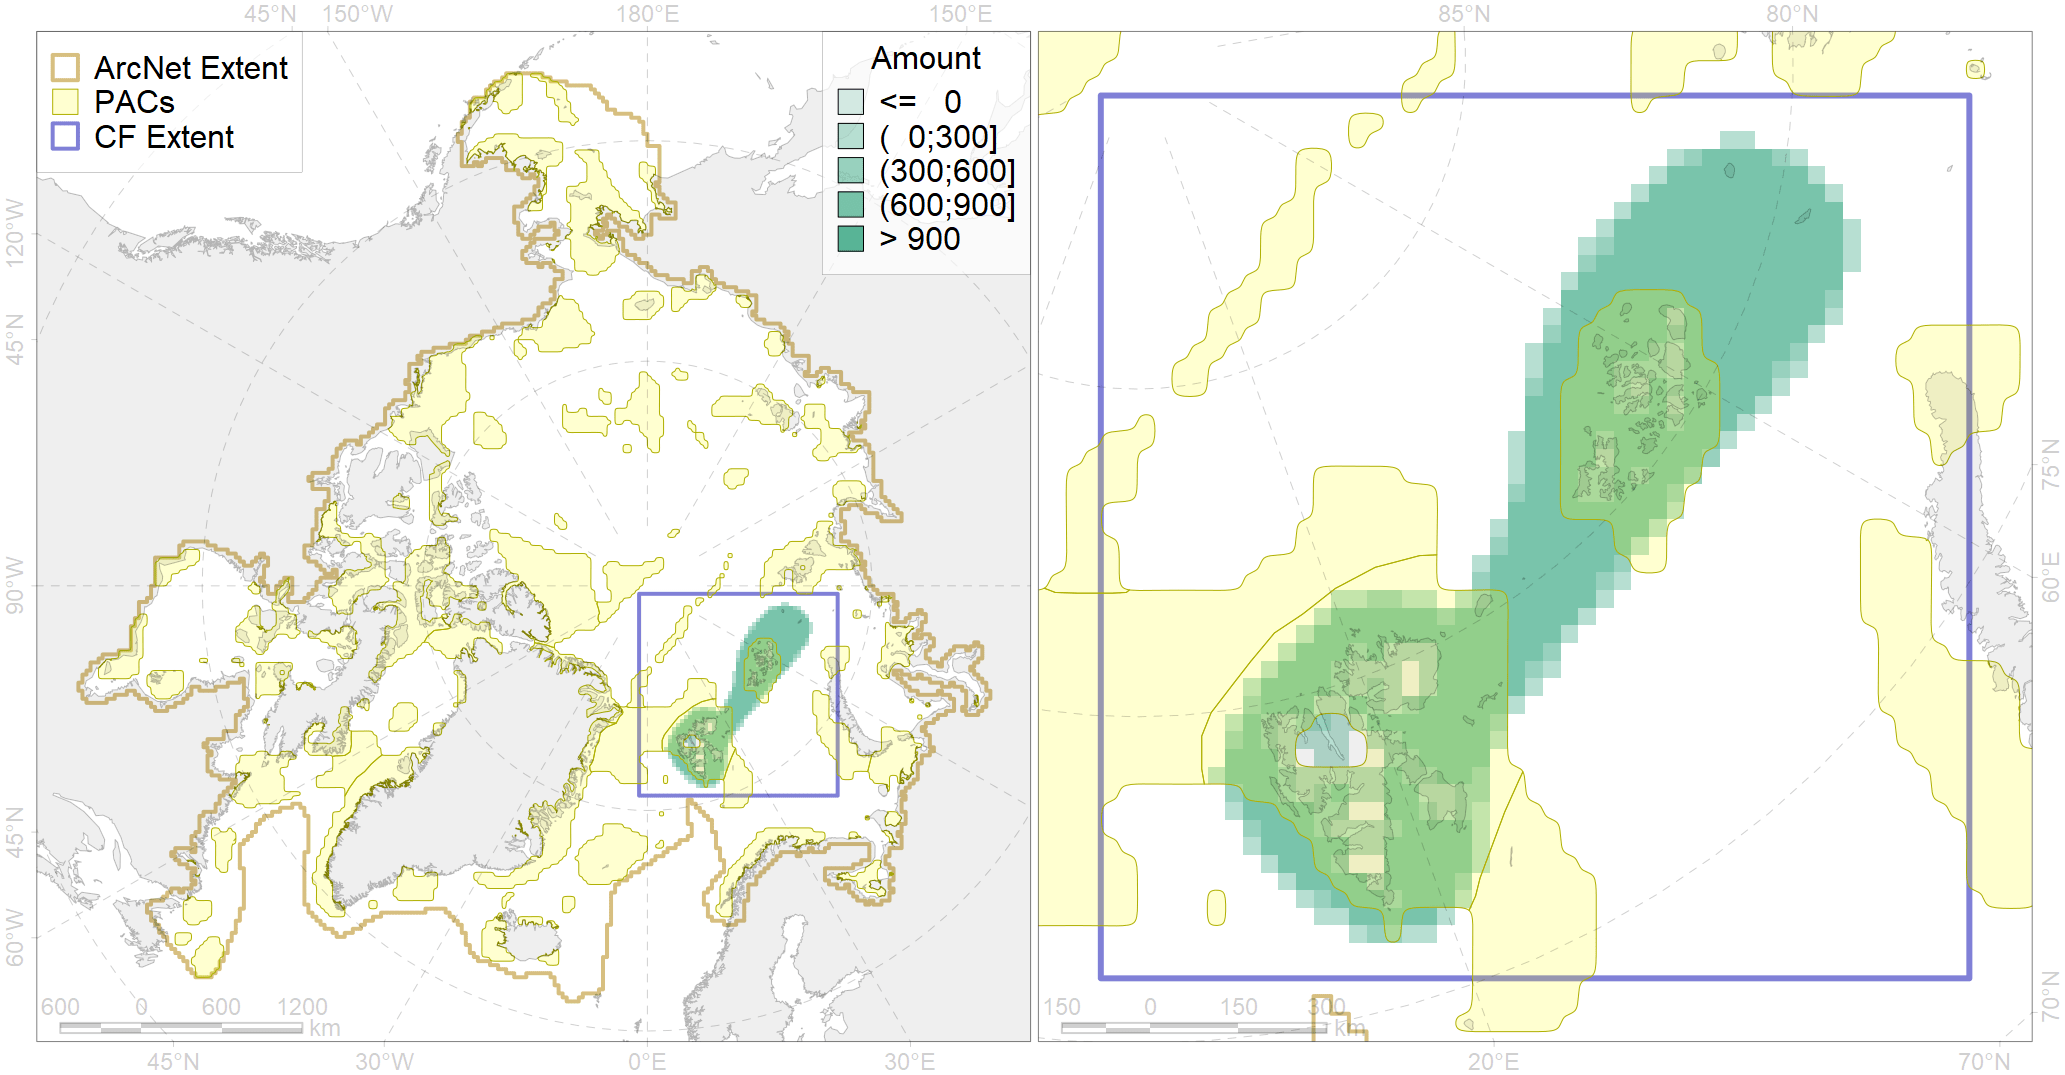 45°N 150°W 180°E 150°E 85°N 80°N
ArcNet Extent
PACs
CF Extent
Amount
<= 0
( 0;300]
(300;600]
(600;900]
> 900
120°W
45°N
90°W
45°N
60°W
75°N
60°E
70°N
600 0 600 1200
km
150 0 150 300
km
45°N 30°W 0°E 30°E 20°E 70°N